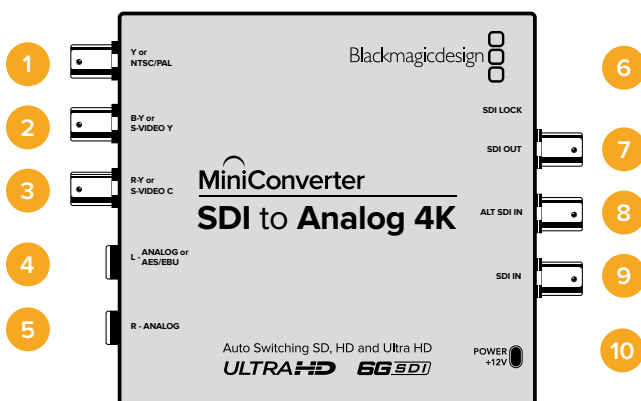 1
Y or
NTSC/PAL
2
B-Y or
S-VIDEO Y
3
R-Y or
S-VIDEO C
4
L - ANALOG or
AES/EBU
5
R - ANALOG
Blackmagicdesign
MiniConverter
SDI to Analog 4K
Auto Switching SD, HD and Ultra HD
ULTRA HD 6G SDI
6
SDI LOCK
SDI OUT
7
ALT SDI IN
8
SDI IN
9
POWER
+12V
10